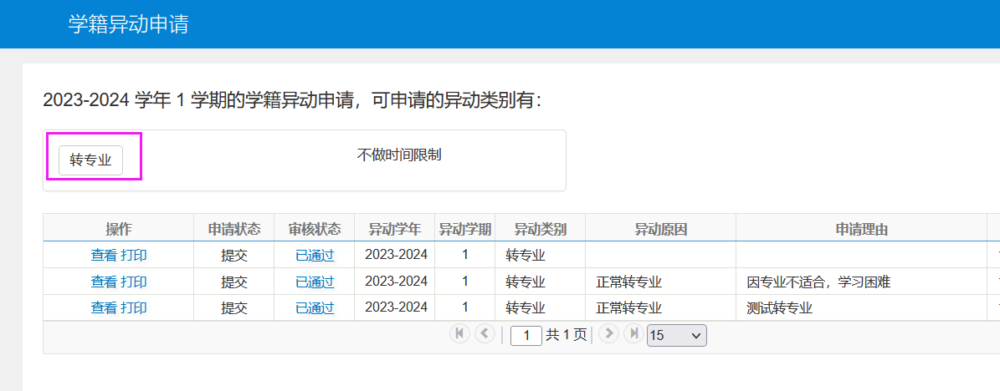 学籍异动申请
2023-2024 学年 1 学期的学籍异动申请，可申请的异动类别有：
转专业 不做时间限制
操作 申请状态 审核状态 异动学年 异动学期 异动类别 异动原因 申请理由
查看 打印 提交 已通过 2023-2024 1 转专业
查看 打印 提交 已通过 2023-2024 1 转专业 正常转专业 因专业不适合，学习困难
查看 打印 提交 已通过 2023-2024 1 转专业 正常转专业 测试转专业
1 共 1 页 15